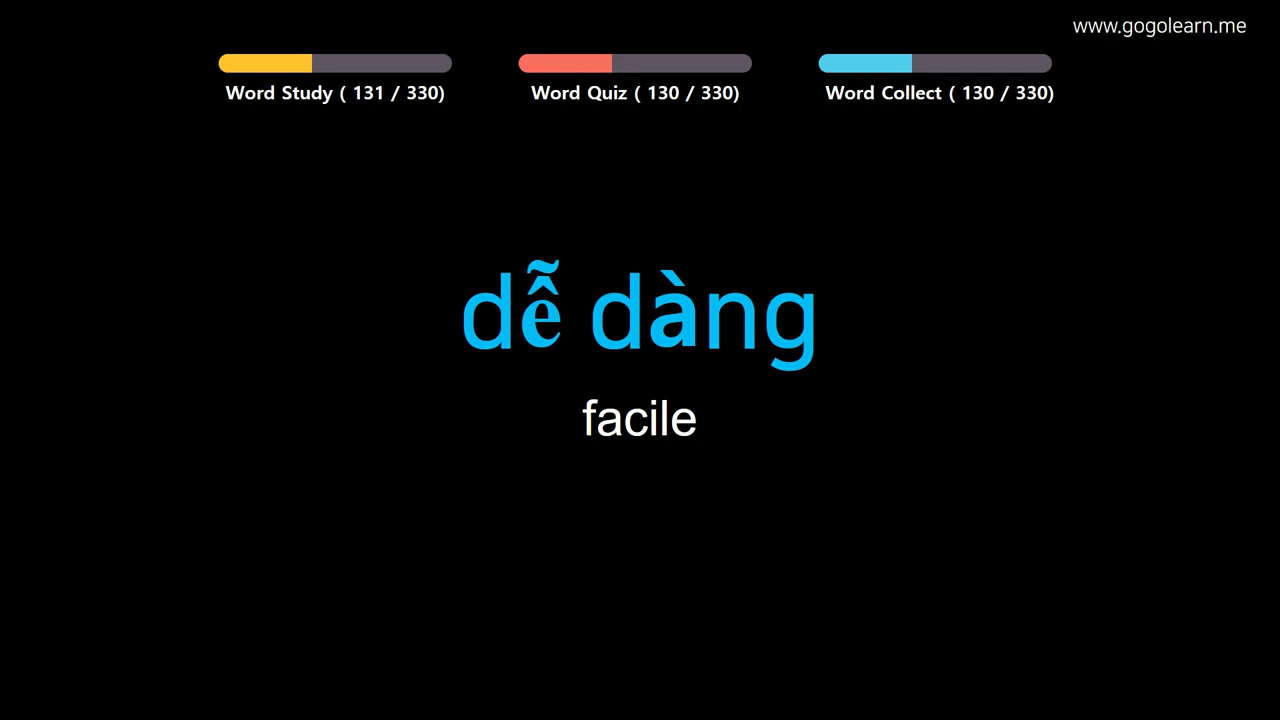 www.gogolearn.me
Word Study ( 131 / 330)
Word Quiz ( 130 / 330)
Word Collect ( 130 / 330)
dễ dàng
facile